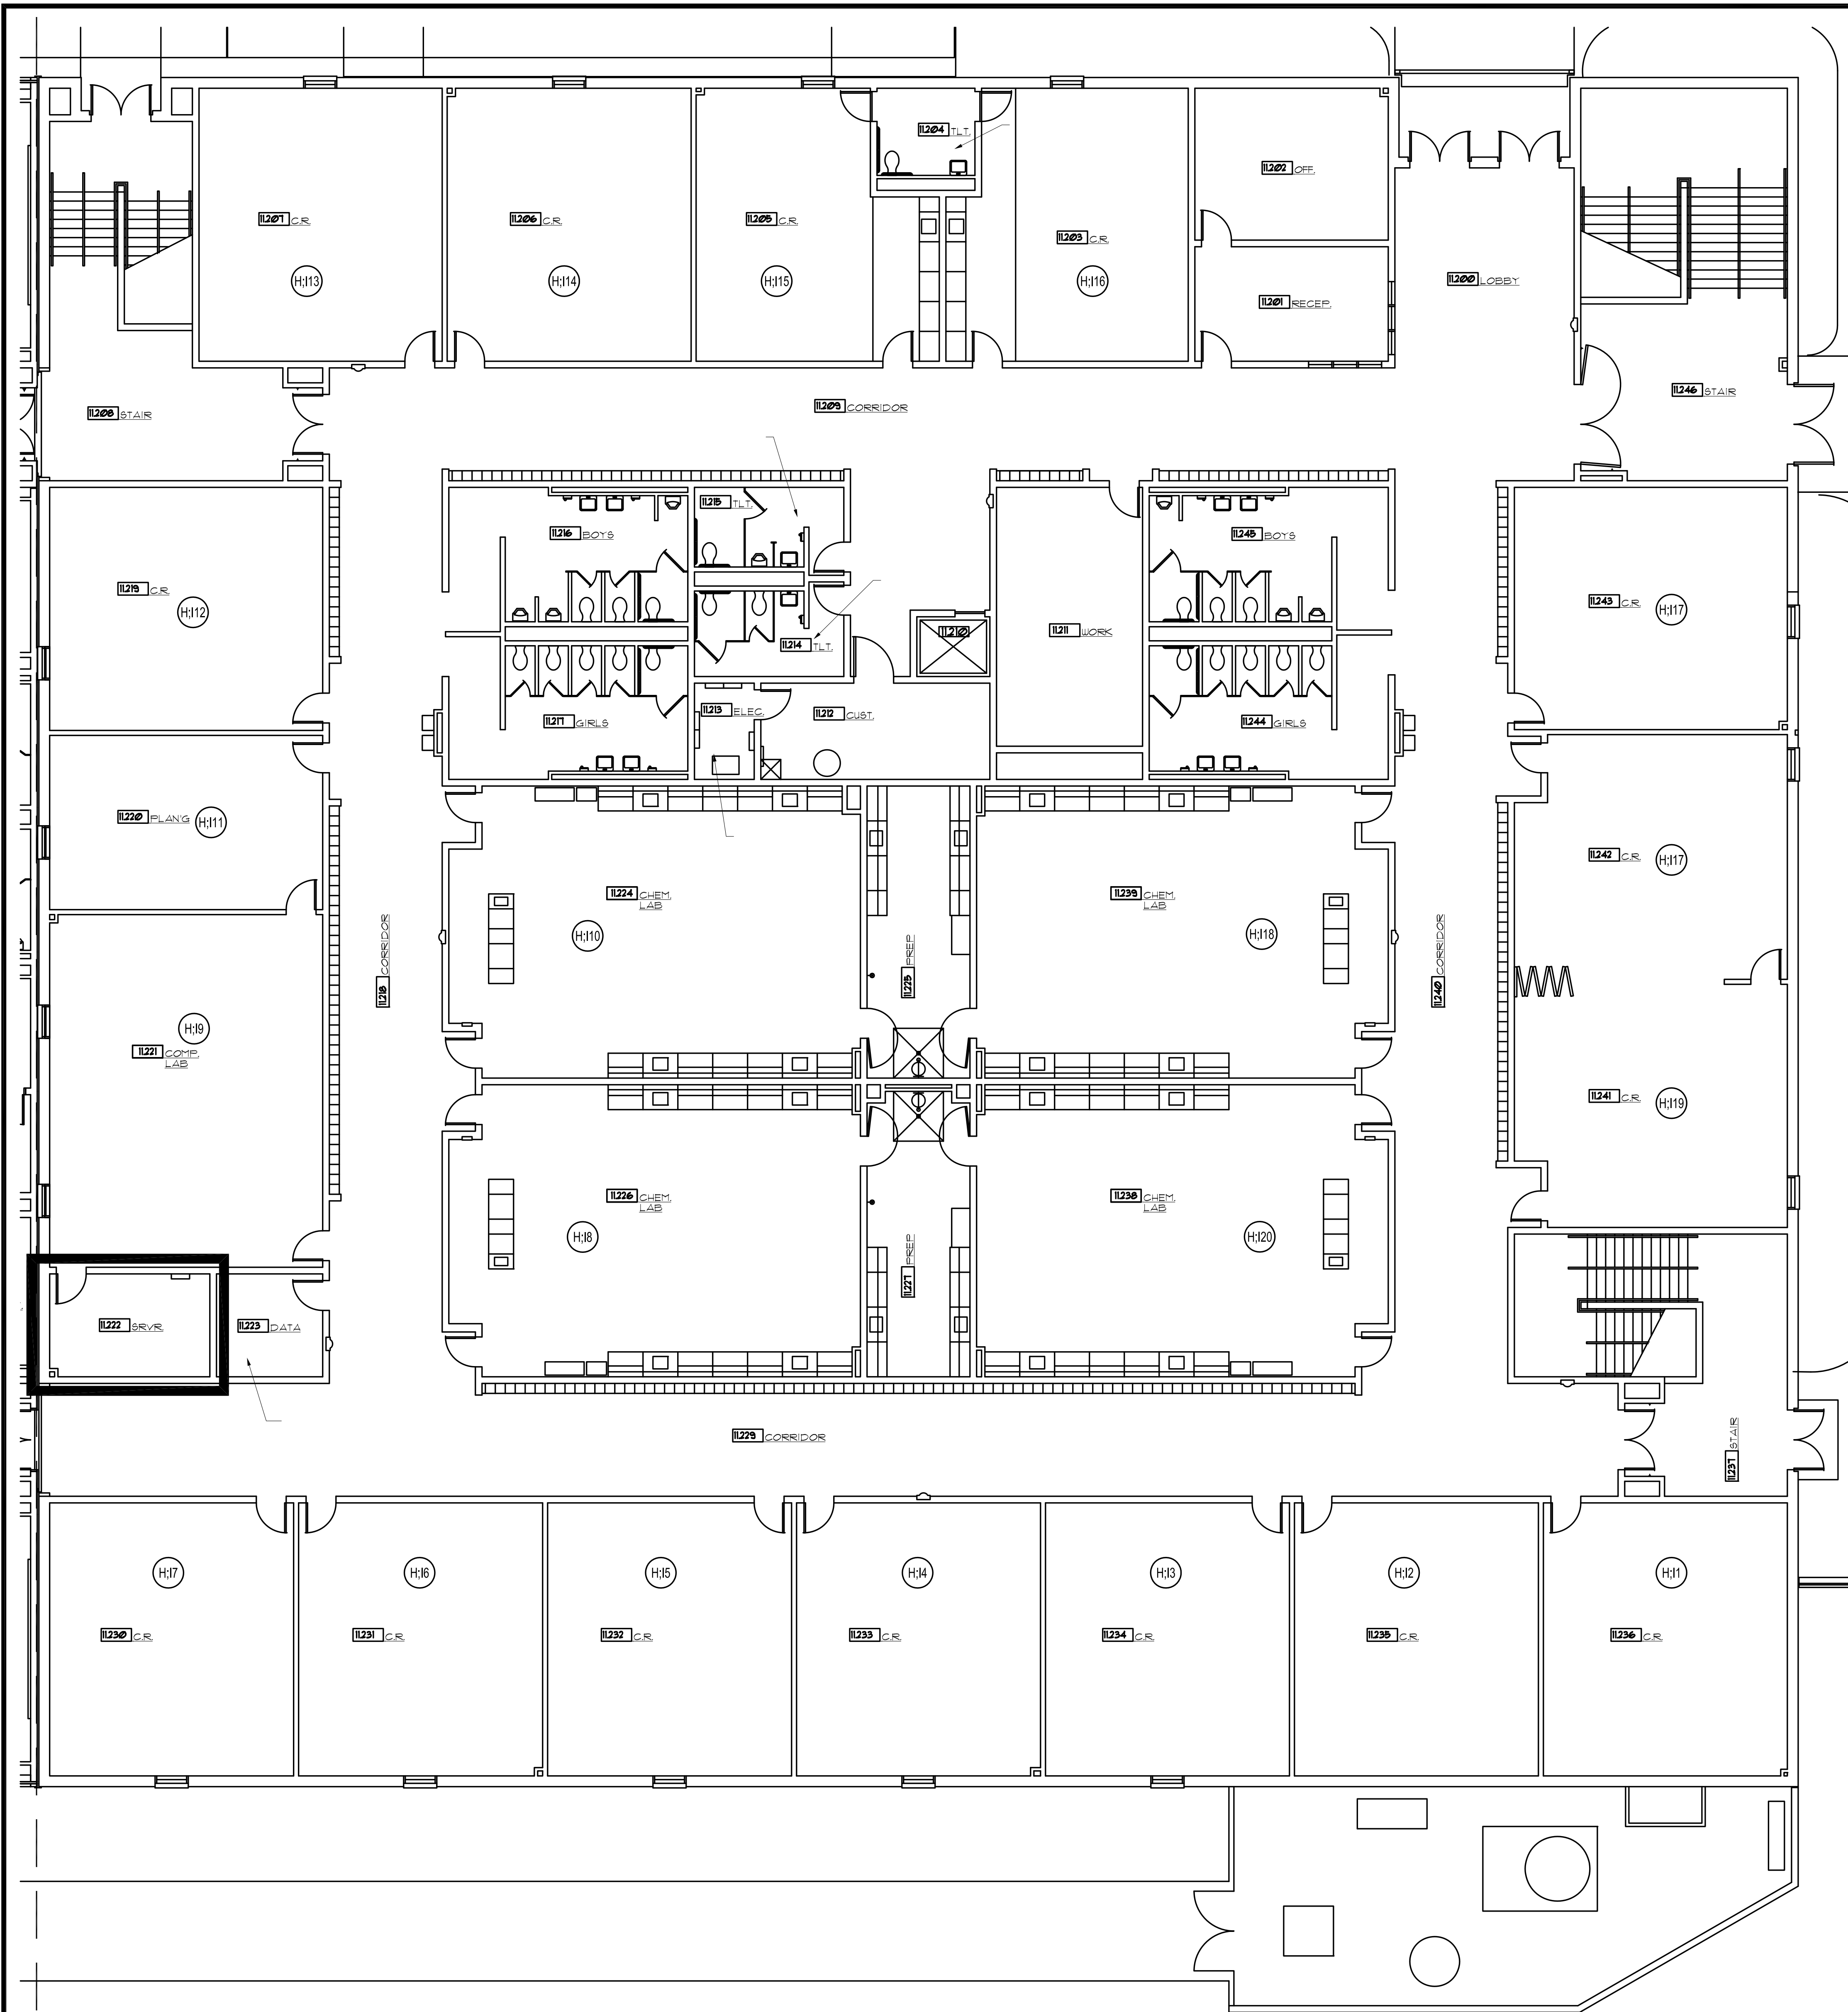 11.204 TLT.
11.202 OFF.
11.207 C.R.
11.206 C.R.
11.205 C.R.
11.203 C.R.
H;I13
H;I14
H;I15
H;I16
11.200 LOBBY
11.201 RECEP.
11.208 STAIR
11.209 CORRIDOR
11.246 STAIR
11.215 TLT.
11.216 BOYS
11.245 BOYS
11.219 C.R.
H;I12
11.243 C.R.
H;I17
11.210
11.211 WORK
11.214 TLT.
11.217 GIRLS
11.213 ELEC.
11.212 CUST.
11.244 GIRLS
11.220 PLAN'G
H;I11
11.242 C.R.
H;I17
11.224 CHEM.
LAB
11.239 CHEM.
LAB
H;I10
H;I18
11.218 CORRIDOR
11.225 PREP.
11.240 CORRIDOR
H;I9
11.221 COMP.
LAB
11.241 C.R.
H;I19
11.226 CHEM.
LAB
11.238 CHEM.
LAB
H;I8
H;I20
11.227 PREP.
11.222 SRVR.
11.223 DATA
11.229 CORRIDOR
11.237 STAIR
H;I7
H;I6
H;I5
H;I4
H;I3
H;I2
H;I1
11.230 C.R.
11.231 C.R.
11.232 C.R.
11.233 C.R.
11.234 C.R.
11.235 C.R.
11.236 C.R.